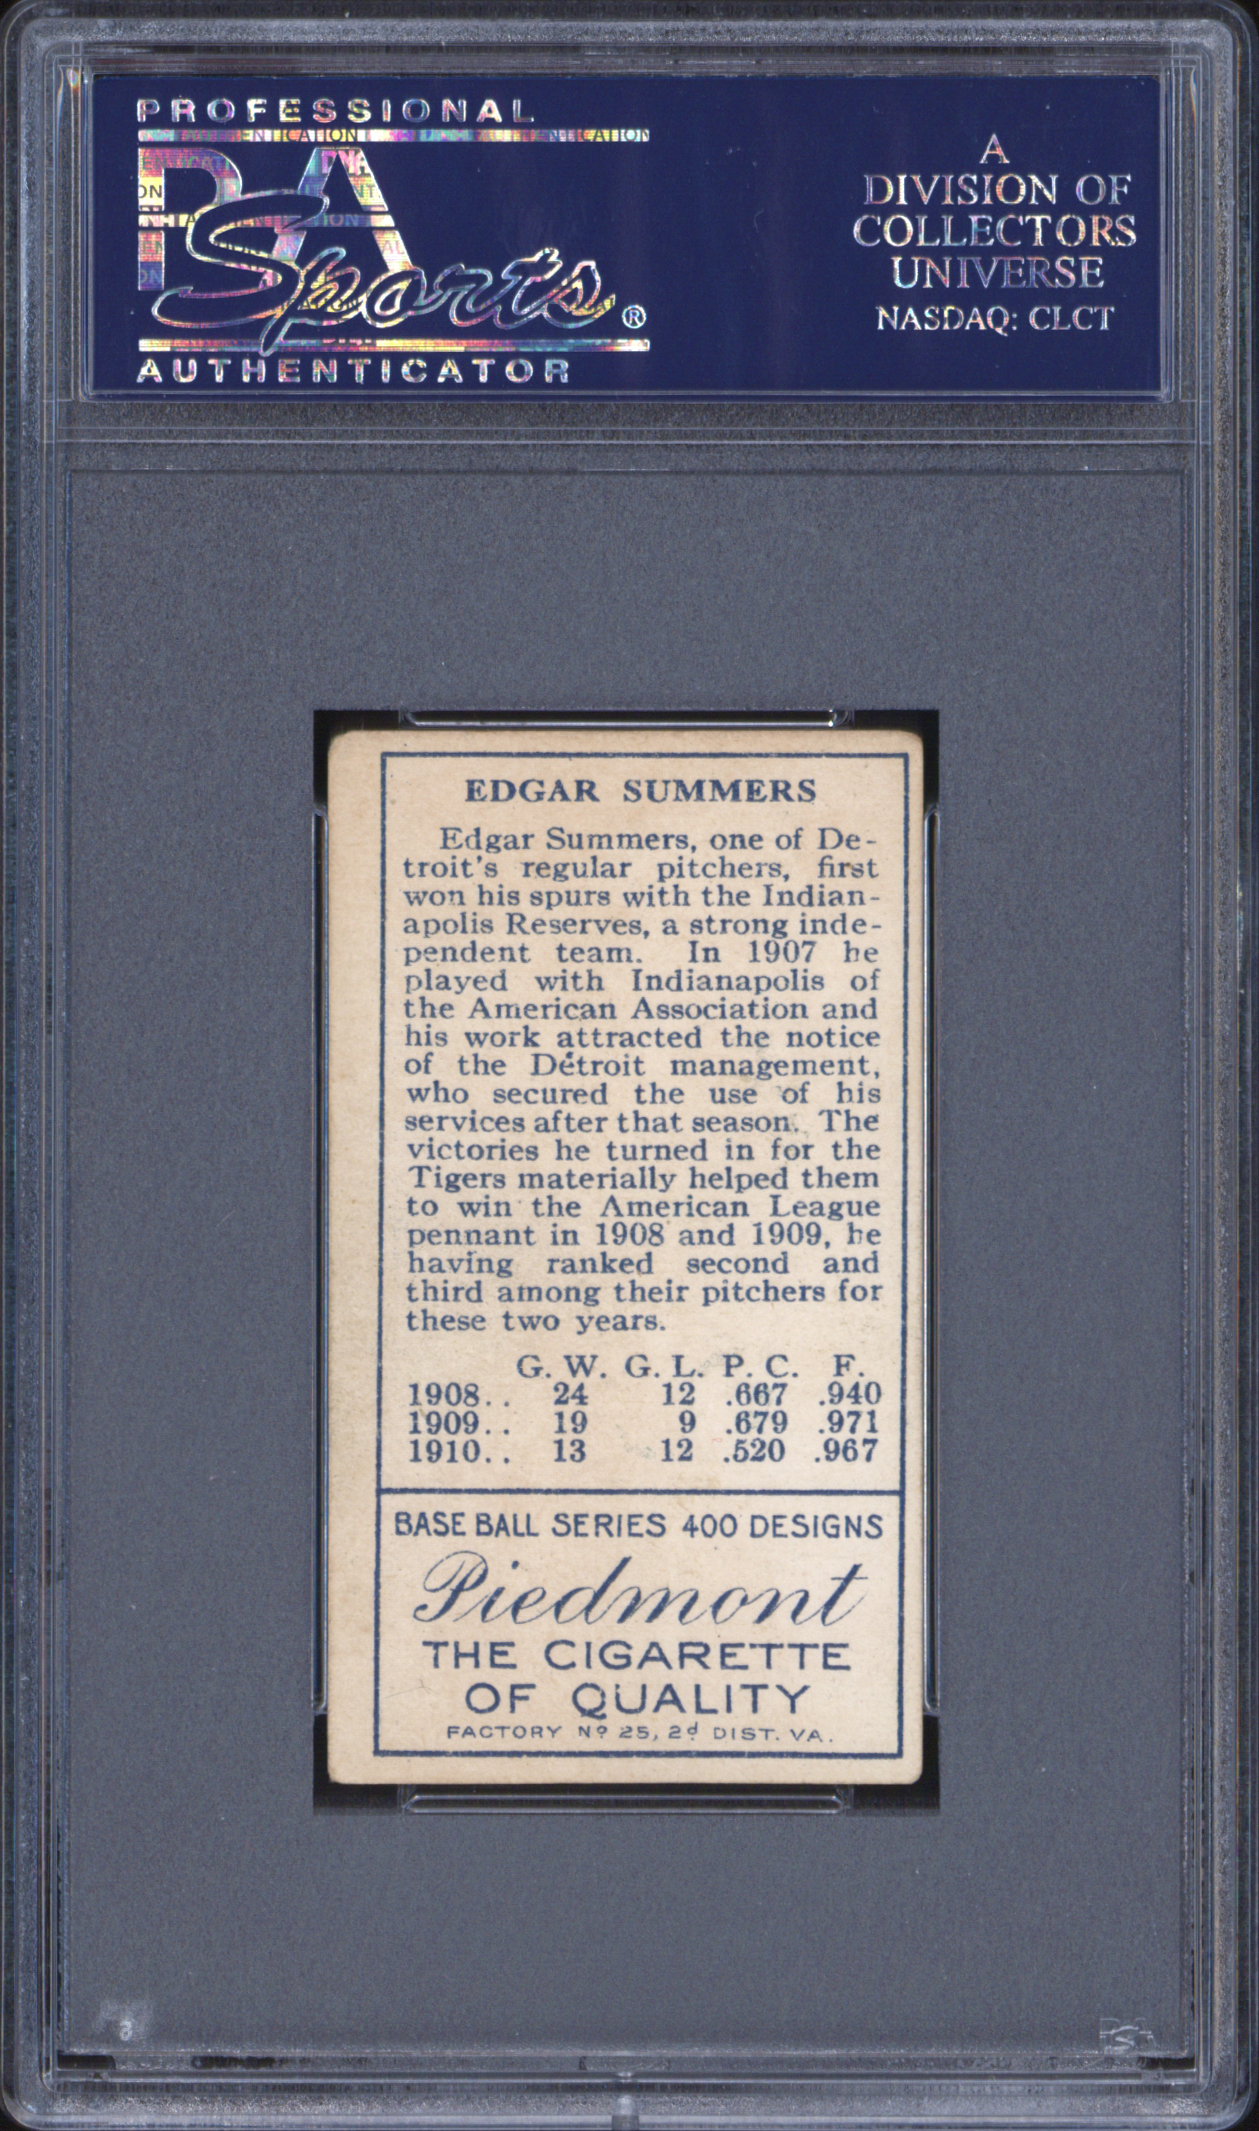 PROFESSIONAL
PSA
Sports®
AUTHENTICATOR
A
DIVISION OF
COLLECTORS
UNIVERSE
NASDAQ: CLCT
EDGAR SUMMERS
Edgar Summers, one of De-
troit's regular pitchers, first
won his spurs with the Indian-
apolis Reserves, a strong inde-
pendent team. In 1907 he
played with Indianapolis of
the American Association and
his work attracted the notice
of the Detroit management,
who secured the use of his
services after that season. The
victories he turned in for the
Tigers materially helped them
to win the American League
pennant in 1908 and 1909, he
having ranked second and
third among their pitchers for
these two years.
G. W. G. L. P. C. F.
1908.. 24 12 .667 .940
1909.. 19 9 .679 .971
1910.. 13 12 .520 .967
BASE BALL SERIES 400 DESIGNS
Piedmont
THE CIGARETTE
OF QUALITY
FACTORY Nº 25, 2d DIST. VA.